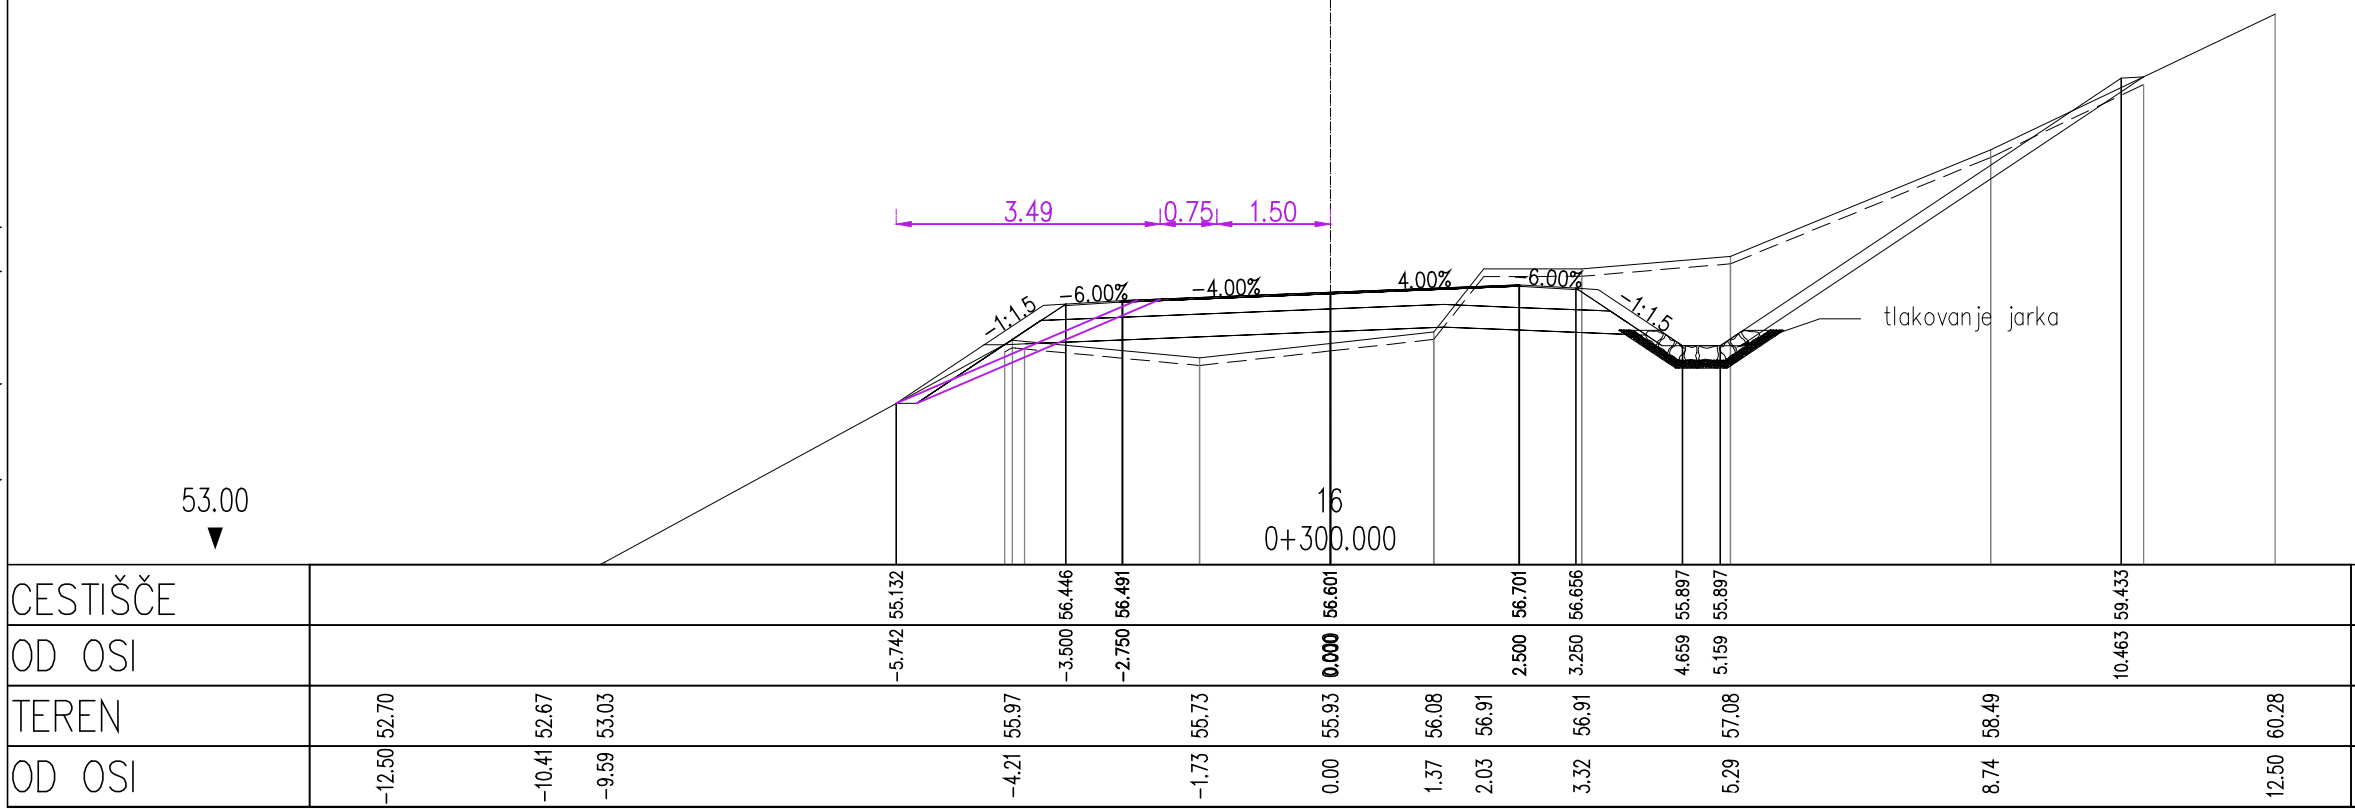 3.49 0.75 1.50
-1:1.5 -6.00% -4.00% 4.00% -6.00% -1:1.5
tlakovanje jarka
53.00
16
0+300.000
CESTIŠČE 55.132 56.446 56.491 56.601 56.701 56.656 55.897 55.897 59.433
OD OSI -5.742 -3.500 -2.750 0.000 2.500 3.250 4.659 5.159 10.463
TEREN 52.70 52.67 53.03 55.97 55.73 55.93 56.08 56.91 56.91 57.08 58.49 60.28
OD OSI -12.50 -10.41 -9.59 -4.21 -1.73 0.00 1.37 2.03 3.32 5.29 8.74 12.50